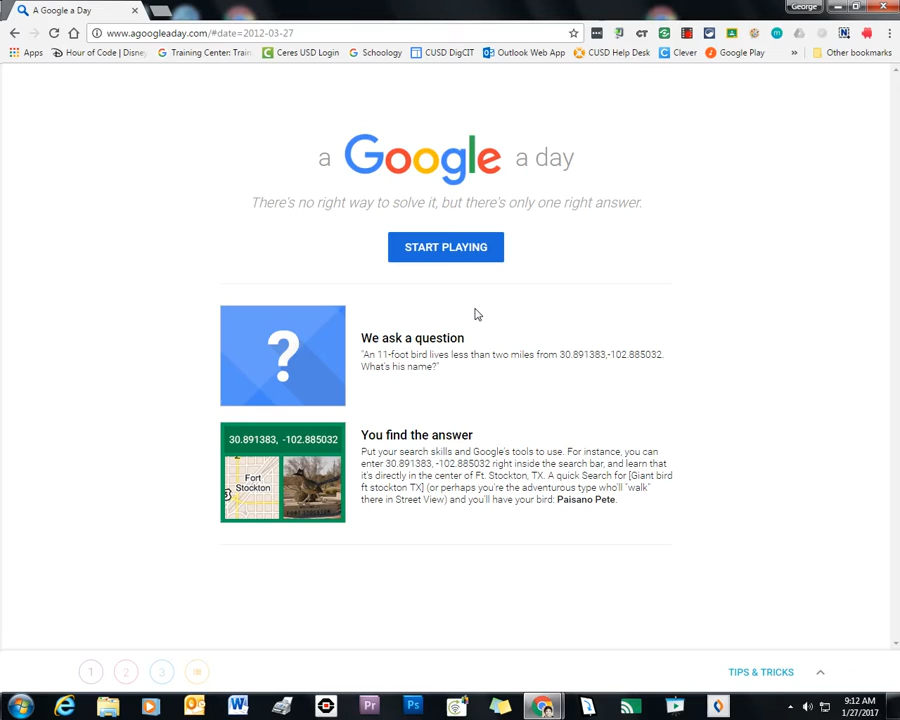 A Google a Day
George
www.agoogleaday.com/#date=2012-03-27
Apps Hour of Code | Disney Training Center: Train Ceres USD LogIn Schoology CUSD DigCIT Outlook Web App CUSD Help Desk Clever Google Play » Other bookmarks
a Google a day
There's no right way to solve it, but there's only one right answer.
START PLAYING
?
We ask a question
"An 11-foot bird lives less than two miles from 30.891383,-102.885032.
What's his name?"
30.891383, -102.885032
Fort
Stockton
You find the answer
Put your search skills and Google's tools to use. For instance, you can
enter 30.891383, -102.885032 right inside the search bar, and learn that
it's directly in the center of Ft. Stockton, TX. A quick Search for [Giant bird
ft stockton TX] (or perhaps you're the adventurous type who'll "walk"
there in Street View) and you'll have your bird: Paisano Pete.
1 2 3
TIPS & TRICKS
Pr Ps
9:12 AM
1/27/2017